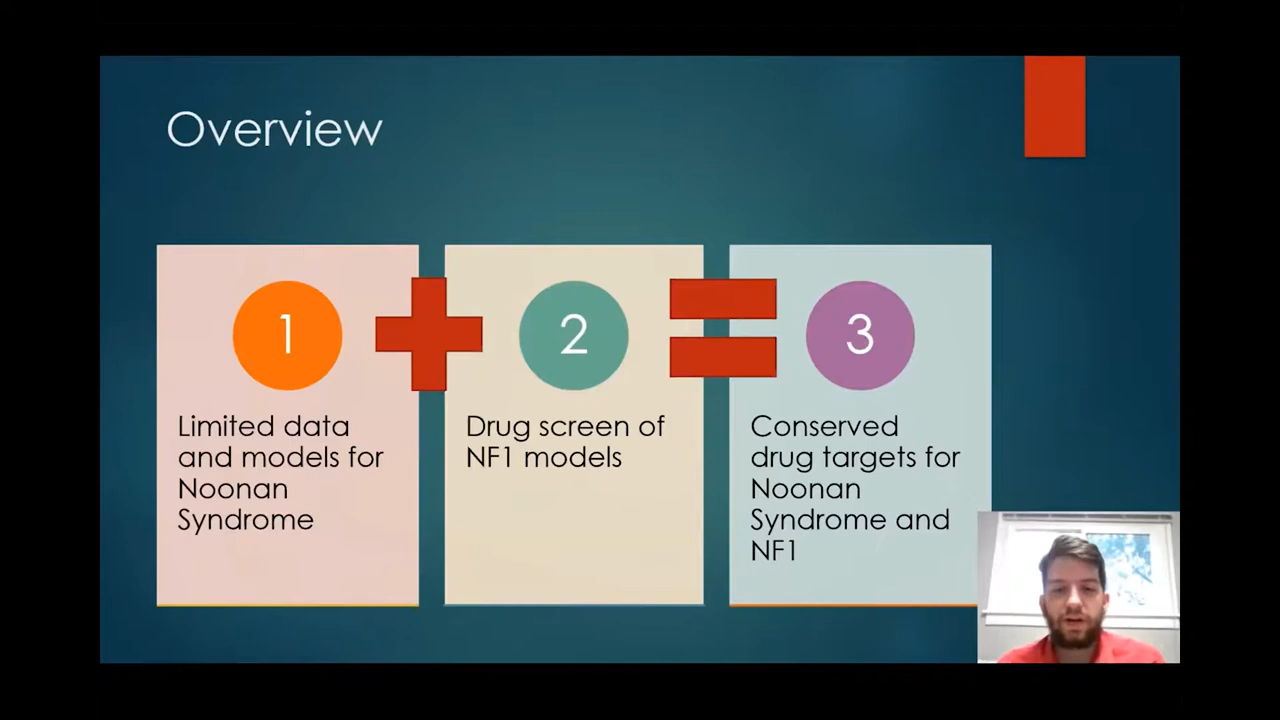 Overview
1
Limited data
and models for
Noonan
Syndrome
2
Drug screen of
NF1 models
3
Conserved
drug targets for
Noonan
Syndrome and
NF1